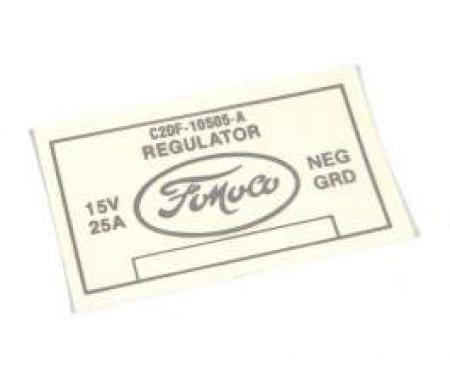 C2DF-10505-A
REGULATOR
15V
25A
FoMoCo
NEG
GRD